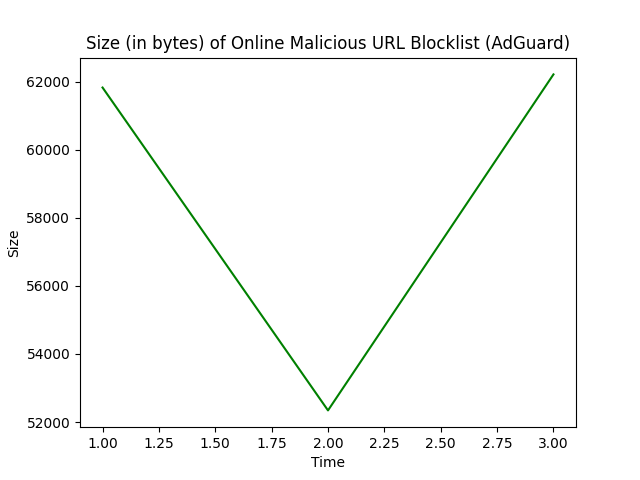 Size (in bytes) of Online Malicious URL Blocklist (AdGuard)
62000
60000
58000
56000
54000
52000
Size
1.00 1.25 1.50 1.75 2.00 2.25 2.50 2.75 3.00
Time